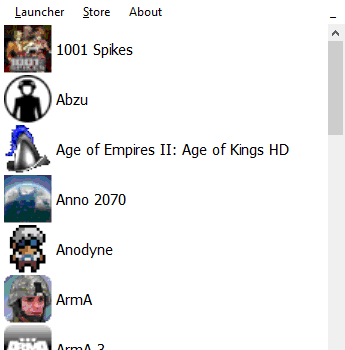 Launcher Store About
1001 Spikes
Abzu
Age of Empires II: Age of Kings HD
Anno 2070
Anodyne
ArmA
ArmA 3